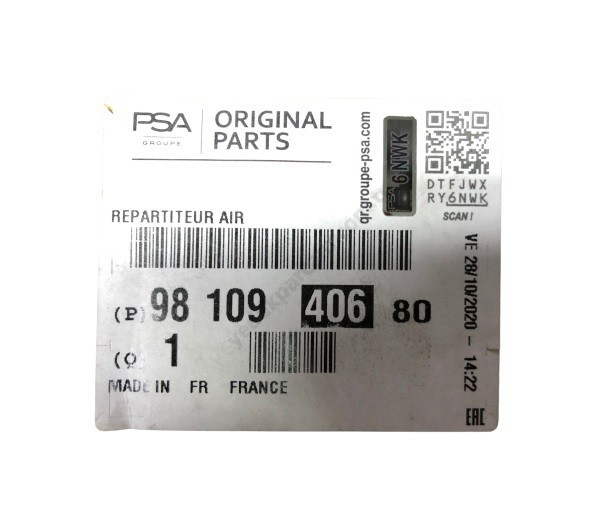 PSA
GROUPE
ORIGINAL
PARTS
qr.groupe-psa.com
PSA 6NWK
DTFJWX
RY6NWK
SCAN!
REPARTITEUR AIR
(P) 98 109 406 80
(Q) 1
MADE IN FR FRANCE
VE 28/10/2020 - 14:22
EAC